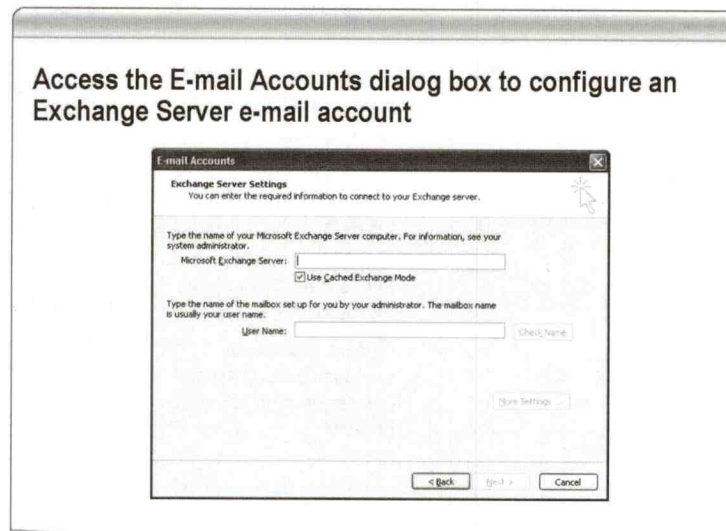 Access the E-mail Accounts dialog box to configure an
Exchange Server e-mail account
E-mail Accounts
Exchange Server Settings
You can enter the required information to connect to your Exchange server.
Type the name of your Microsoft Exchange Server computer. For information, see your
system administrator.
Microsoft Exchange Server:
Use Cached Exchange Mode
Type the name of the mailbox set up for you by your administrator. The mailbox name
is usually your user name.
User Name:
Check Name
More Settings ...
< Back
Next >
Cancel